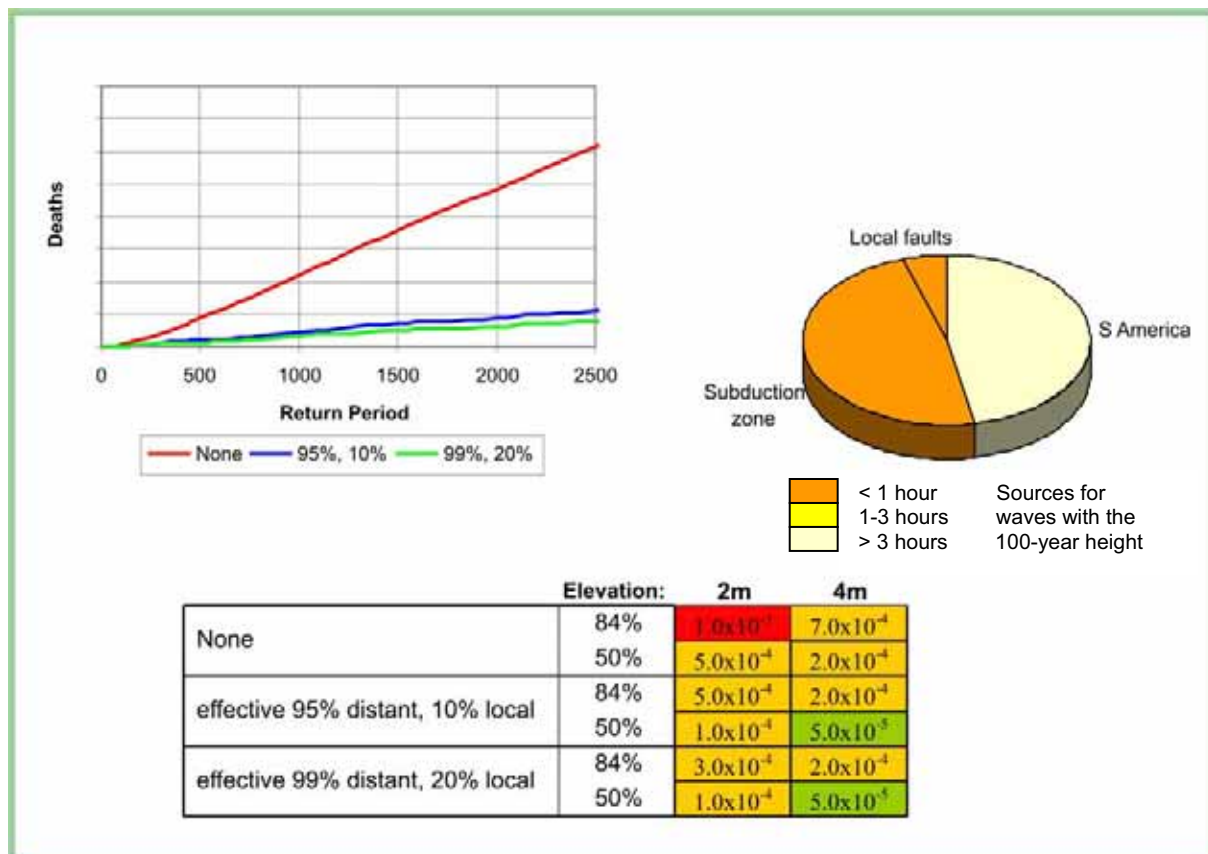 Deaths
0 500 1000 1500 2000 2500
Return Period
None 95%, 10% 99%, 20%
Local faults
S America
Subduction
zone
< 1 hour Sources for
1-3 hours waves with the
> 3 hours 100-year height
Elevation: 2m 4m
None 84% 1.0x10⁻³ 7.0x10⁻⁴
50% 5.0x10⁻⁴ 2.0x10⁻⁴
effective 95% distant, 10% local 84% 5.0x10⁻⁴ 2.0x10⁻⁴
50% 1.0x10⁻⁴ 5.0x10⁻⁵
effective 99% distant, 20% local 84% 3.0x10⁻⁴ 2.0x10⁻⁴
50% 1.0x10⁻⁴ 5.0x10⁻⁵